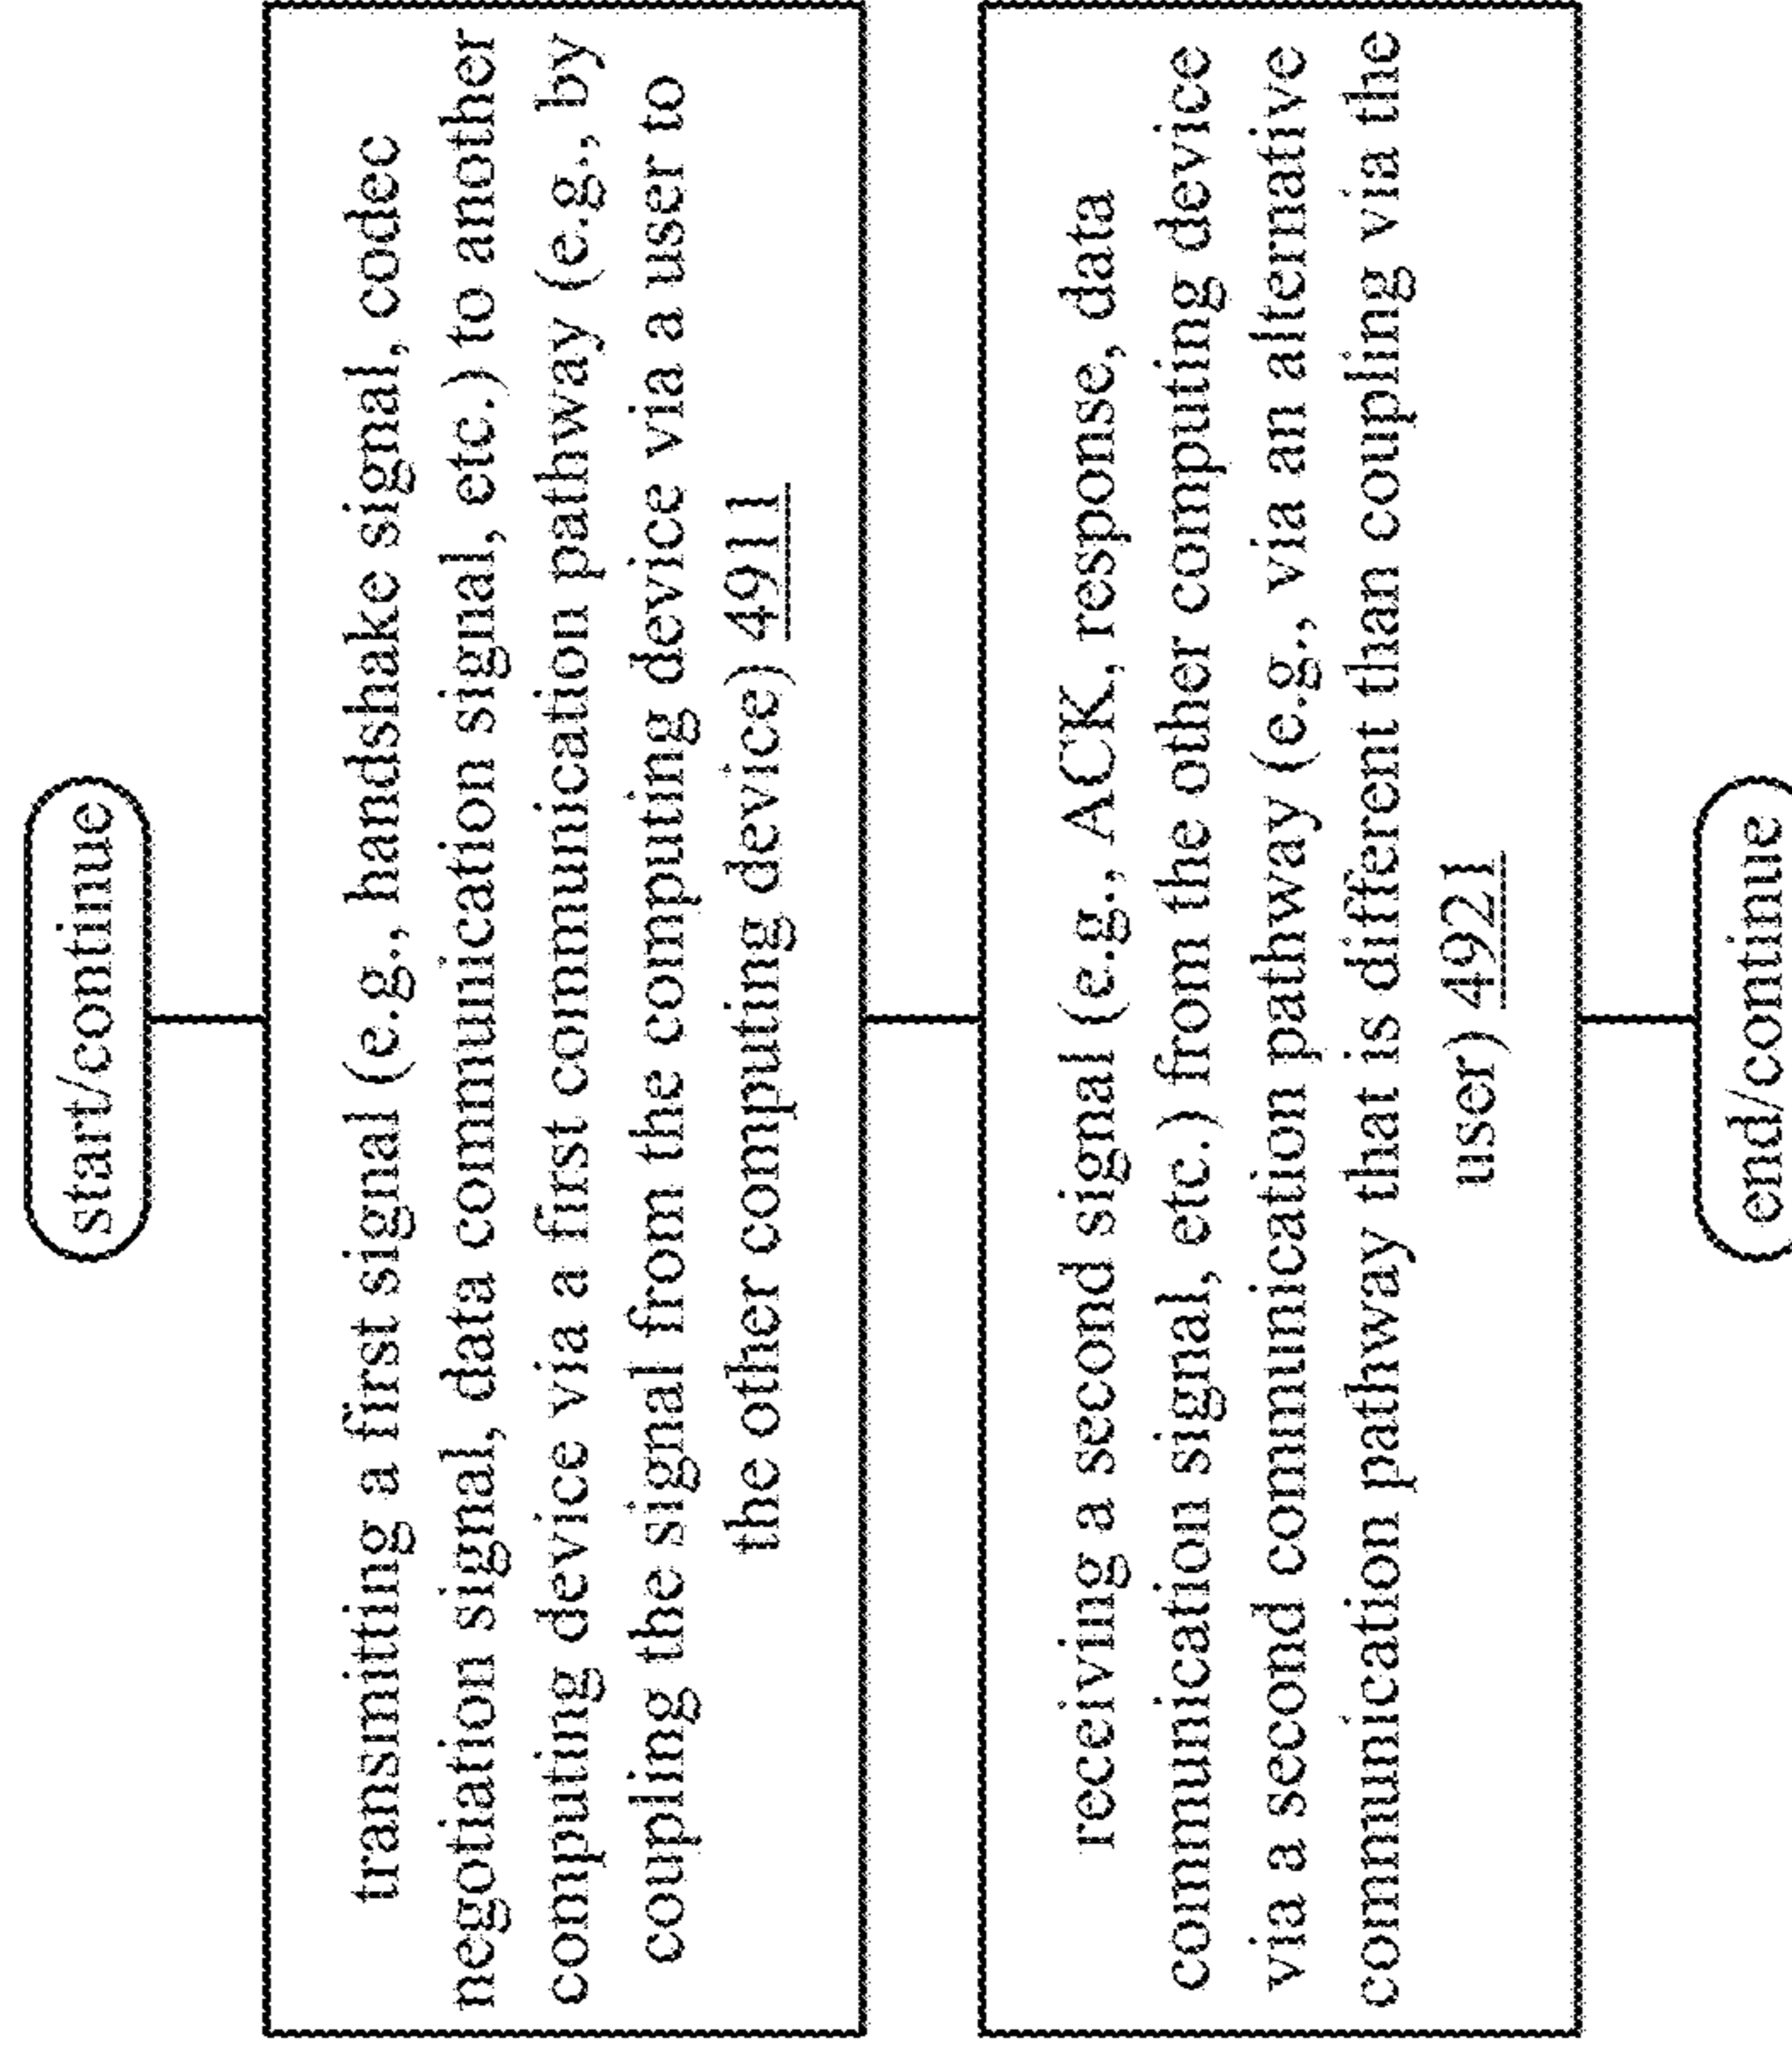 start/continue
transmitting a first signal (e.g., handshake signal, codec
negotiation signal, data communication signal, etc.) to another
computing device via a first communication pathway (e.g., by
coupling the signal from the computing device via a user to
the other computing device) 4911
receiving a second signal (e.g., ACK, response, data
communication signal, etc.) from the other computing device
via a second communication pathway (e.g., via an alternative
communication pathway that is different than coupling via the
user) 4921
end/continue